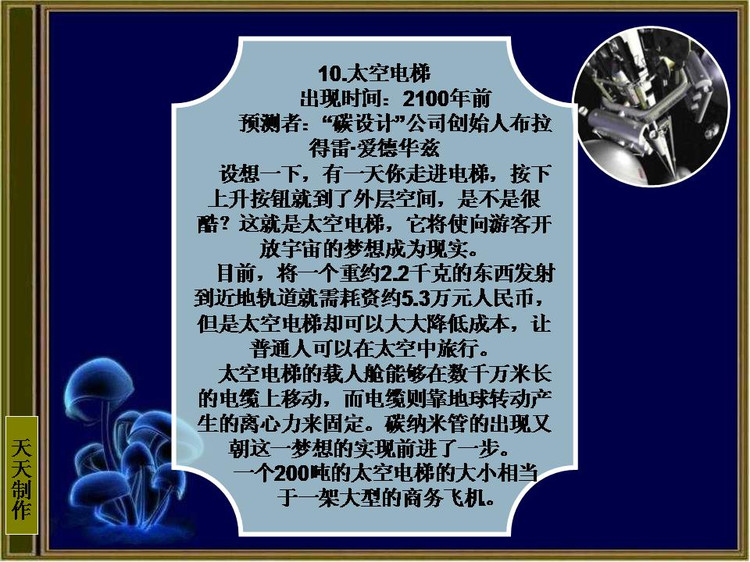 10.太空电梯
出现时间：2100年前
预测者：“碳设计”公司创始人布拉
得雷·爱德华兹
设想一下，有一天你走进电梯，按下
上升按钮就到了外层空间，是不是很
酷？这就是太空电梯，它将使向游客开
放宇宙的梦想成为现实。
目前，将一个重约2.2千克的东西发射
到近地轨道就需耗资约5.3万元人民币，
但是太空电梯却可以大大降低成本，让
普通人可以在太空中旅行。
太空电梯的载人舱能够在数千万米长
的电缆上移动，而电缆则靠地球转动产
生的离心力来固定。碳纳米管的出现又
朝这一梦想的实现前进了一步。
一个200吨的太空电梯的大小相当
于一架大型的商务飞机。
天天制作